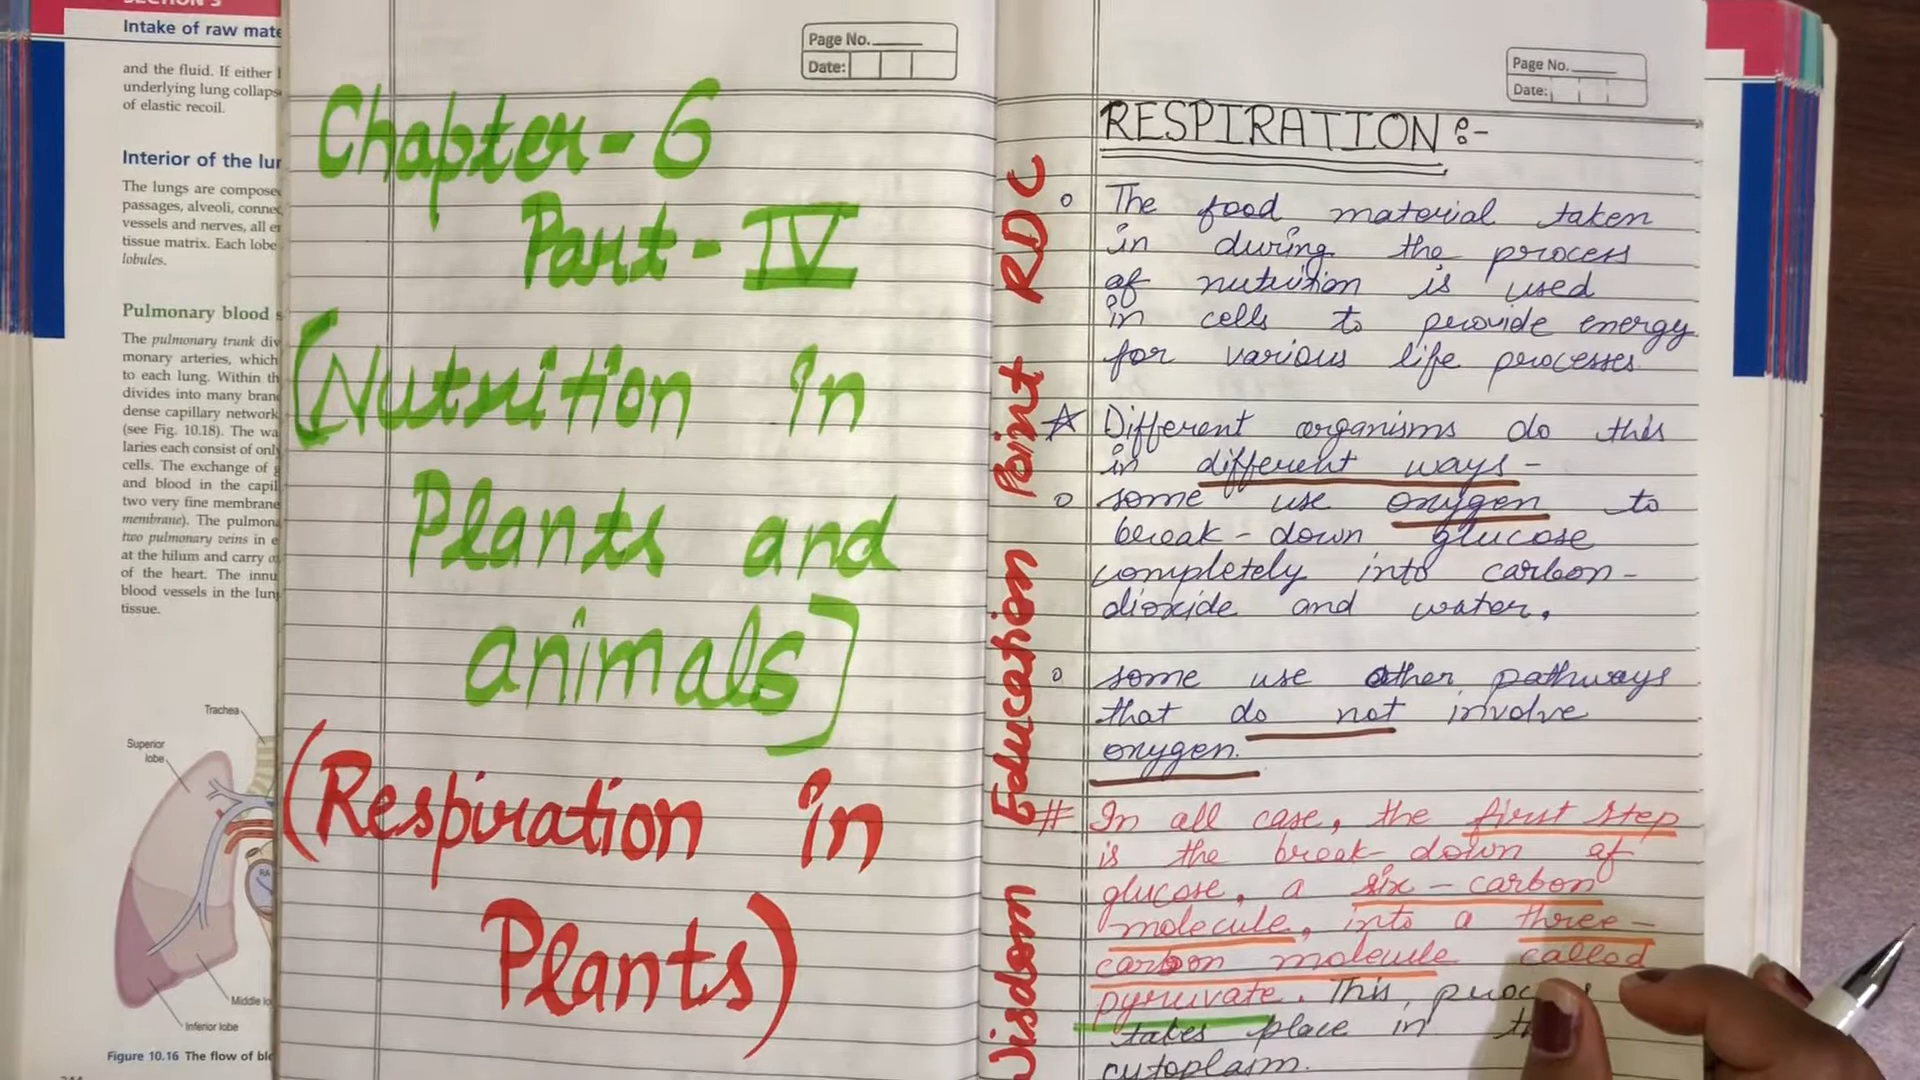 SECTION 3
Intake of raw mate
and the fluid. If either
underlying lung collaps
of elastic recoil.
Interior of the lu
The lungs are compose
passages, alveoli, connec
vessels and nerves, all e
tissue matrix. Each lobe
lobules.
Pulmonary blood s
The pulmonary trunk div
monary arteries, which
to each lung. Within th
divides into many bran
dense capillary network
(see Fig. 10.18). The wa
laries each consist of onl
cells. The exchange of g
and blood in the capil
two very fine membrane
membrane). The pulmon
two pulmonary veins in e
at the hilum and carry o
of the heart. The innu
blood vessels in the lun
tissue.
Trachea
Superior
lobe
RA
Middle lo
Inferior lobe
Figure 10.16 The flow of blo
Page No.
Date:
Chapter-6
Part-IV
(Nutrition in
Plants and
animals]
(Respiration in
Plants)
Wisdom Education Point RDC
Page No.
Date:
RESPIRATION :-
The food material taken
in during the process
of nutrition is used
in cells to provide energy
for various life processes.
☆ Different organisms do this
in different ways -
some use oxygen to
break-down glucose
completely into carbon-
dioxide and water.
some use other pathways
that do not involve
oxygen.
# In all case, the first step
is the break-down of
glucose, a six-carbon
molecule, into a three-
carbon molecule called
pyruvate. This
takes place in
cytoplasm.